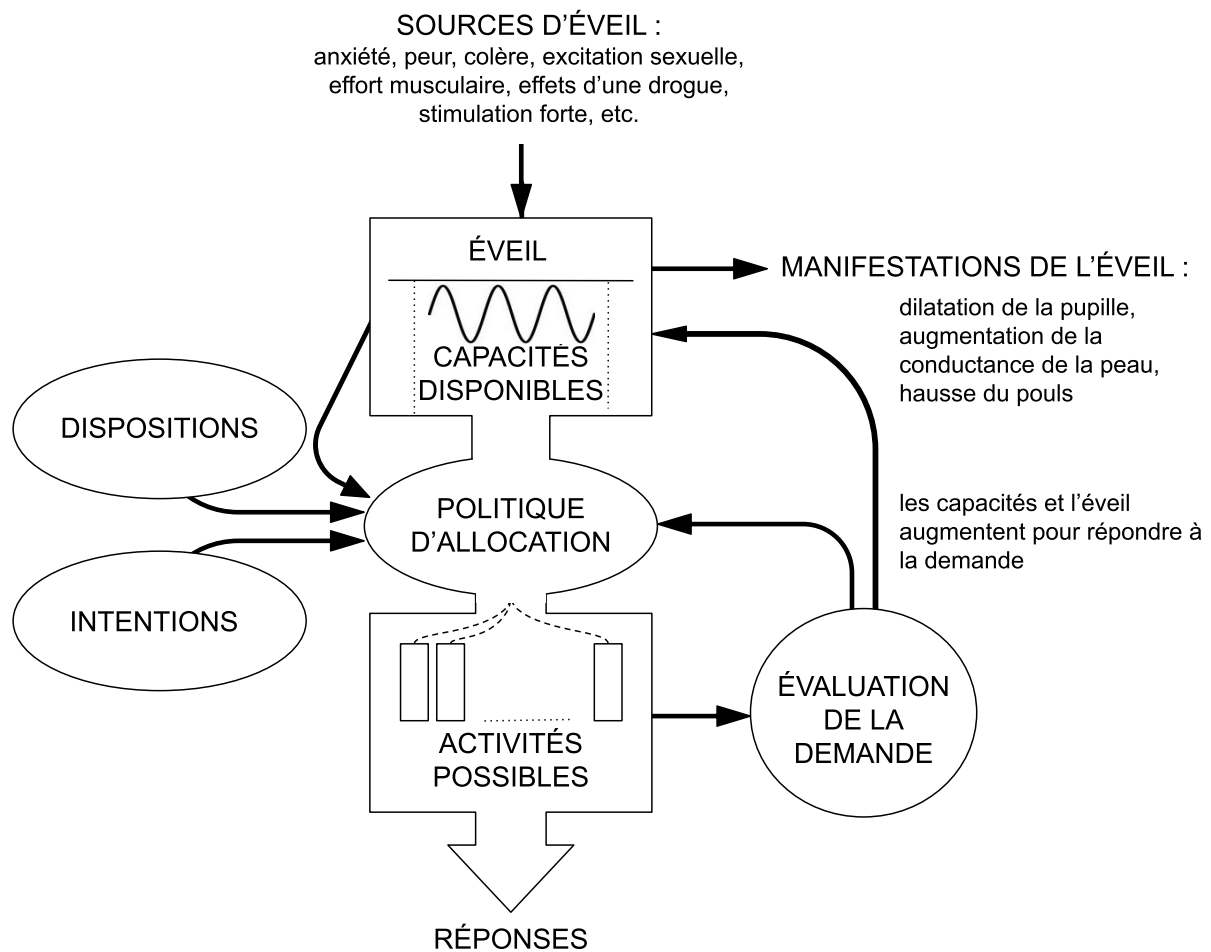 SOURCES D’ÉVEIL :
anxiété, peur, colère, excitation sexuelle,
effort musculaire, effets d’une drogue,
stimulation forte, etc.
ÉVEIL
MANIFESTATIONS DE L’ÉVEIL :
dilatation de la pupille,
augmentation de la
conductance de la peau,
hausse du pouls
CAPACITÉS
DISPONIBLES
DISPOSITIONS
POLITIQUE
D’ALLOCATION
les capacités et l’éveil
augmentent pour répondre à
la demande
INTENTIONS
ÉVALUATION
DE LA
DEMANDE
ACTIVITÉS
POSSIBLES
RÉPONSES